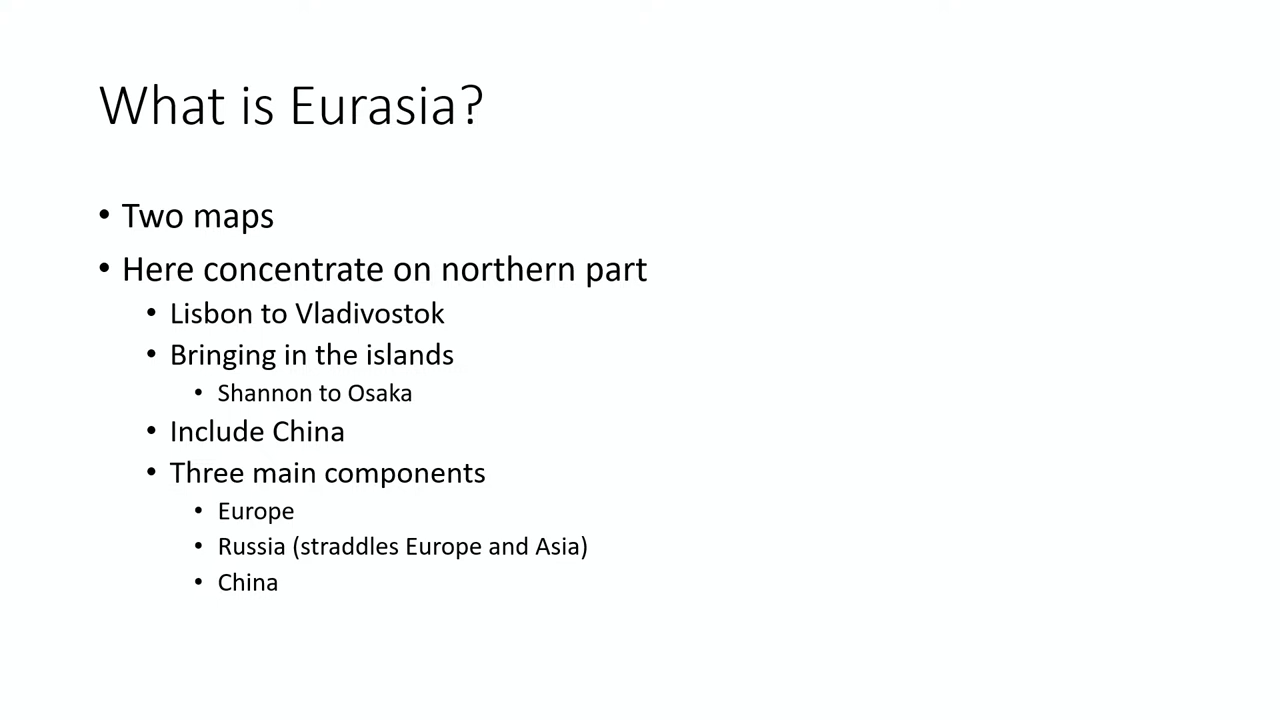 What is Eurasia?
• Two maps
• Here concentrate on northern part
• Lisbon to Vladivostok
• Bringing in the islands
• Shannon to Osaka
• Include China
• Three main components
• Europe
• Russia (straddles Europe and Asia)
• China